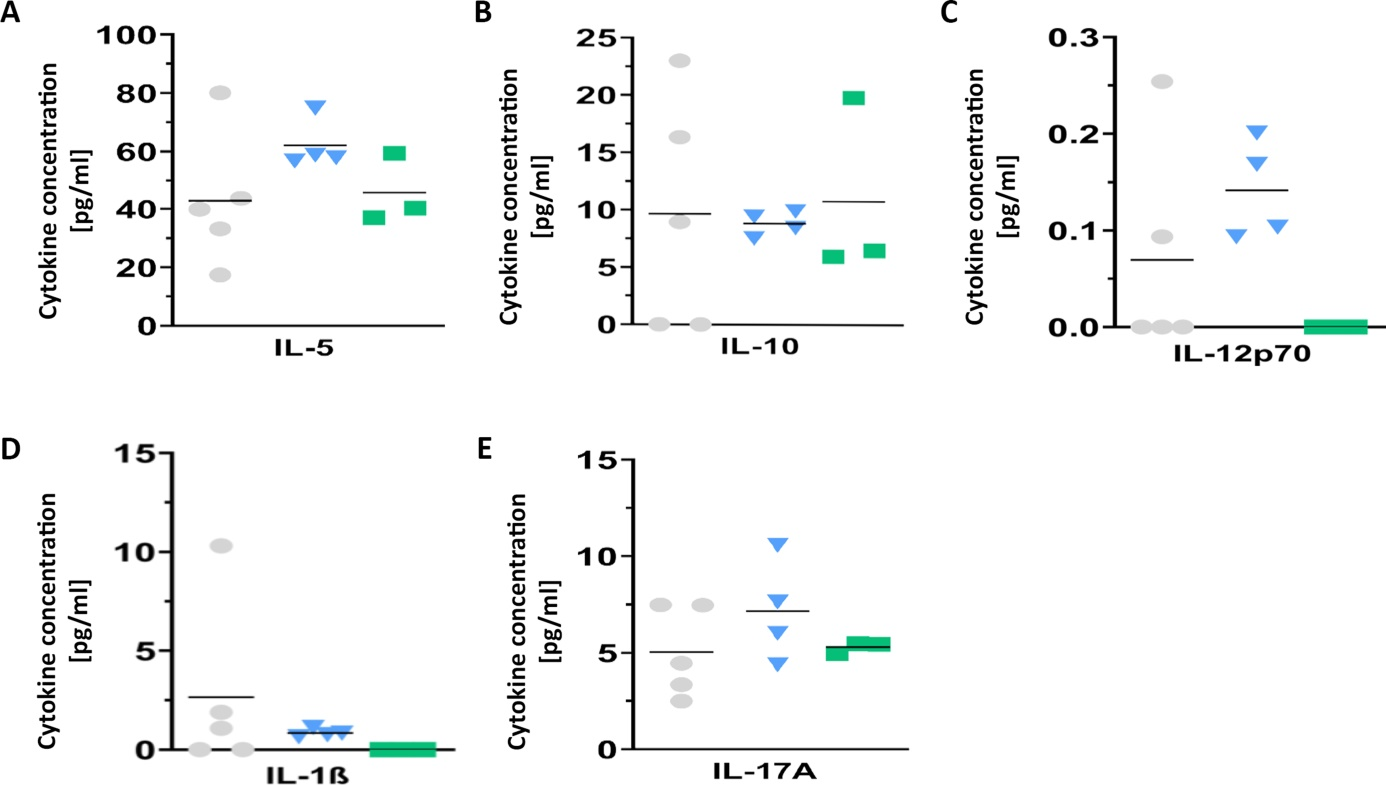 A
Cytokine concentration
[pg/ml]
100
80
60
40
20
0
IL-5
B
Cytokine concentration
[pg/ml]
25
20
15
10
5
0
IL-10
C
Cytokine concentration
[pg/ml]
0.3
0.2
0.1
0.0
IL-12p70
D
Cytokine concentration
[pg/ml]
15
10
5
0
IL-1ß
E
Cytokine concentration
[pg/ml]
15
10
5
0
IL-17A